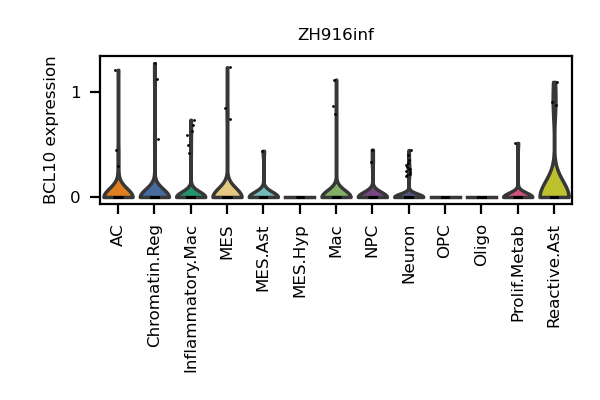 ZH916inf
BCL10 expression
1
0
AC
Chromatin.Reg
Inflammatory.Mac
MES
MES.Ast
MES.Hyp
Mac
NPC
Neuron
OPC
Oligo
Prolif.Metab
Reactive.Ast